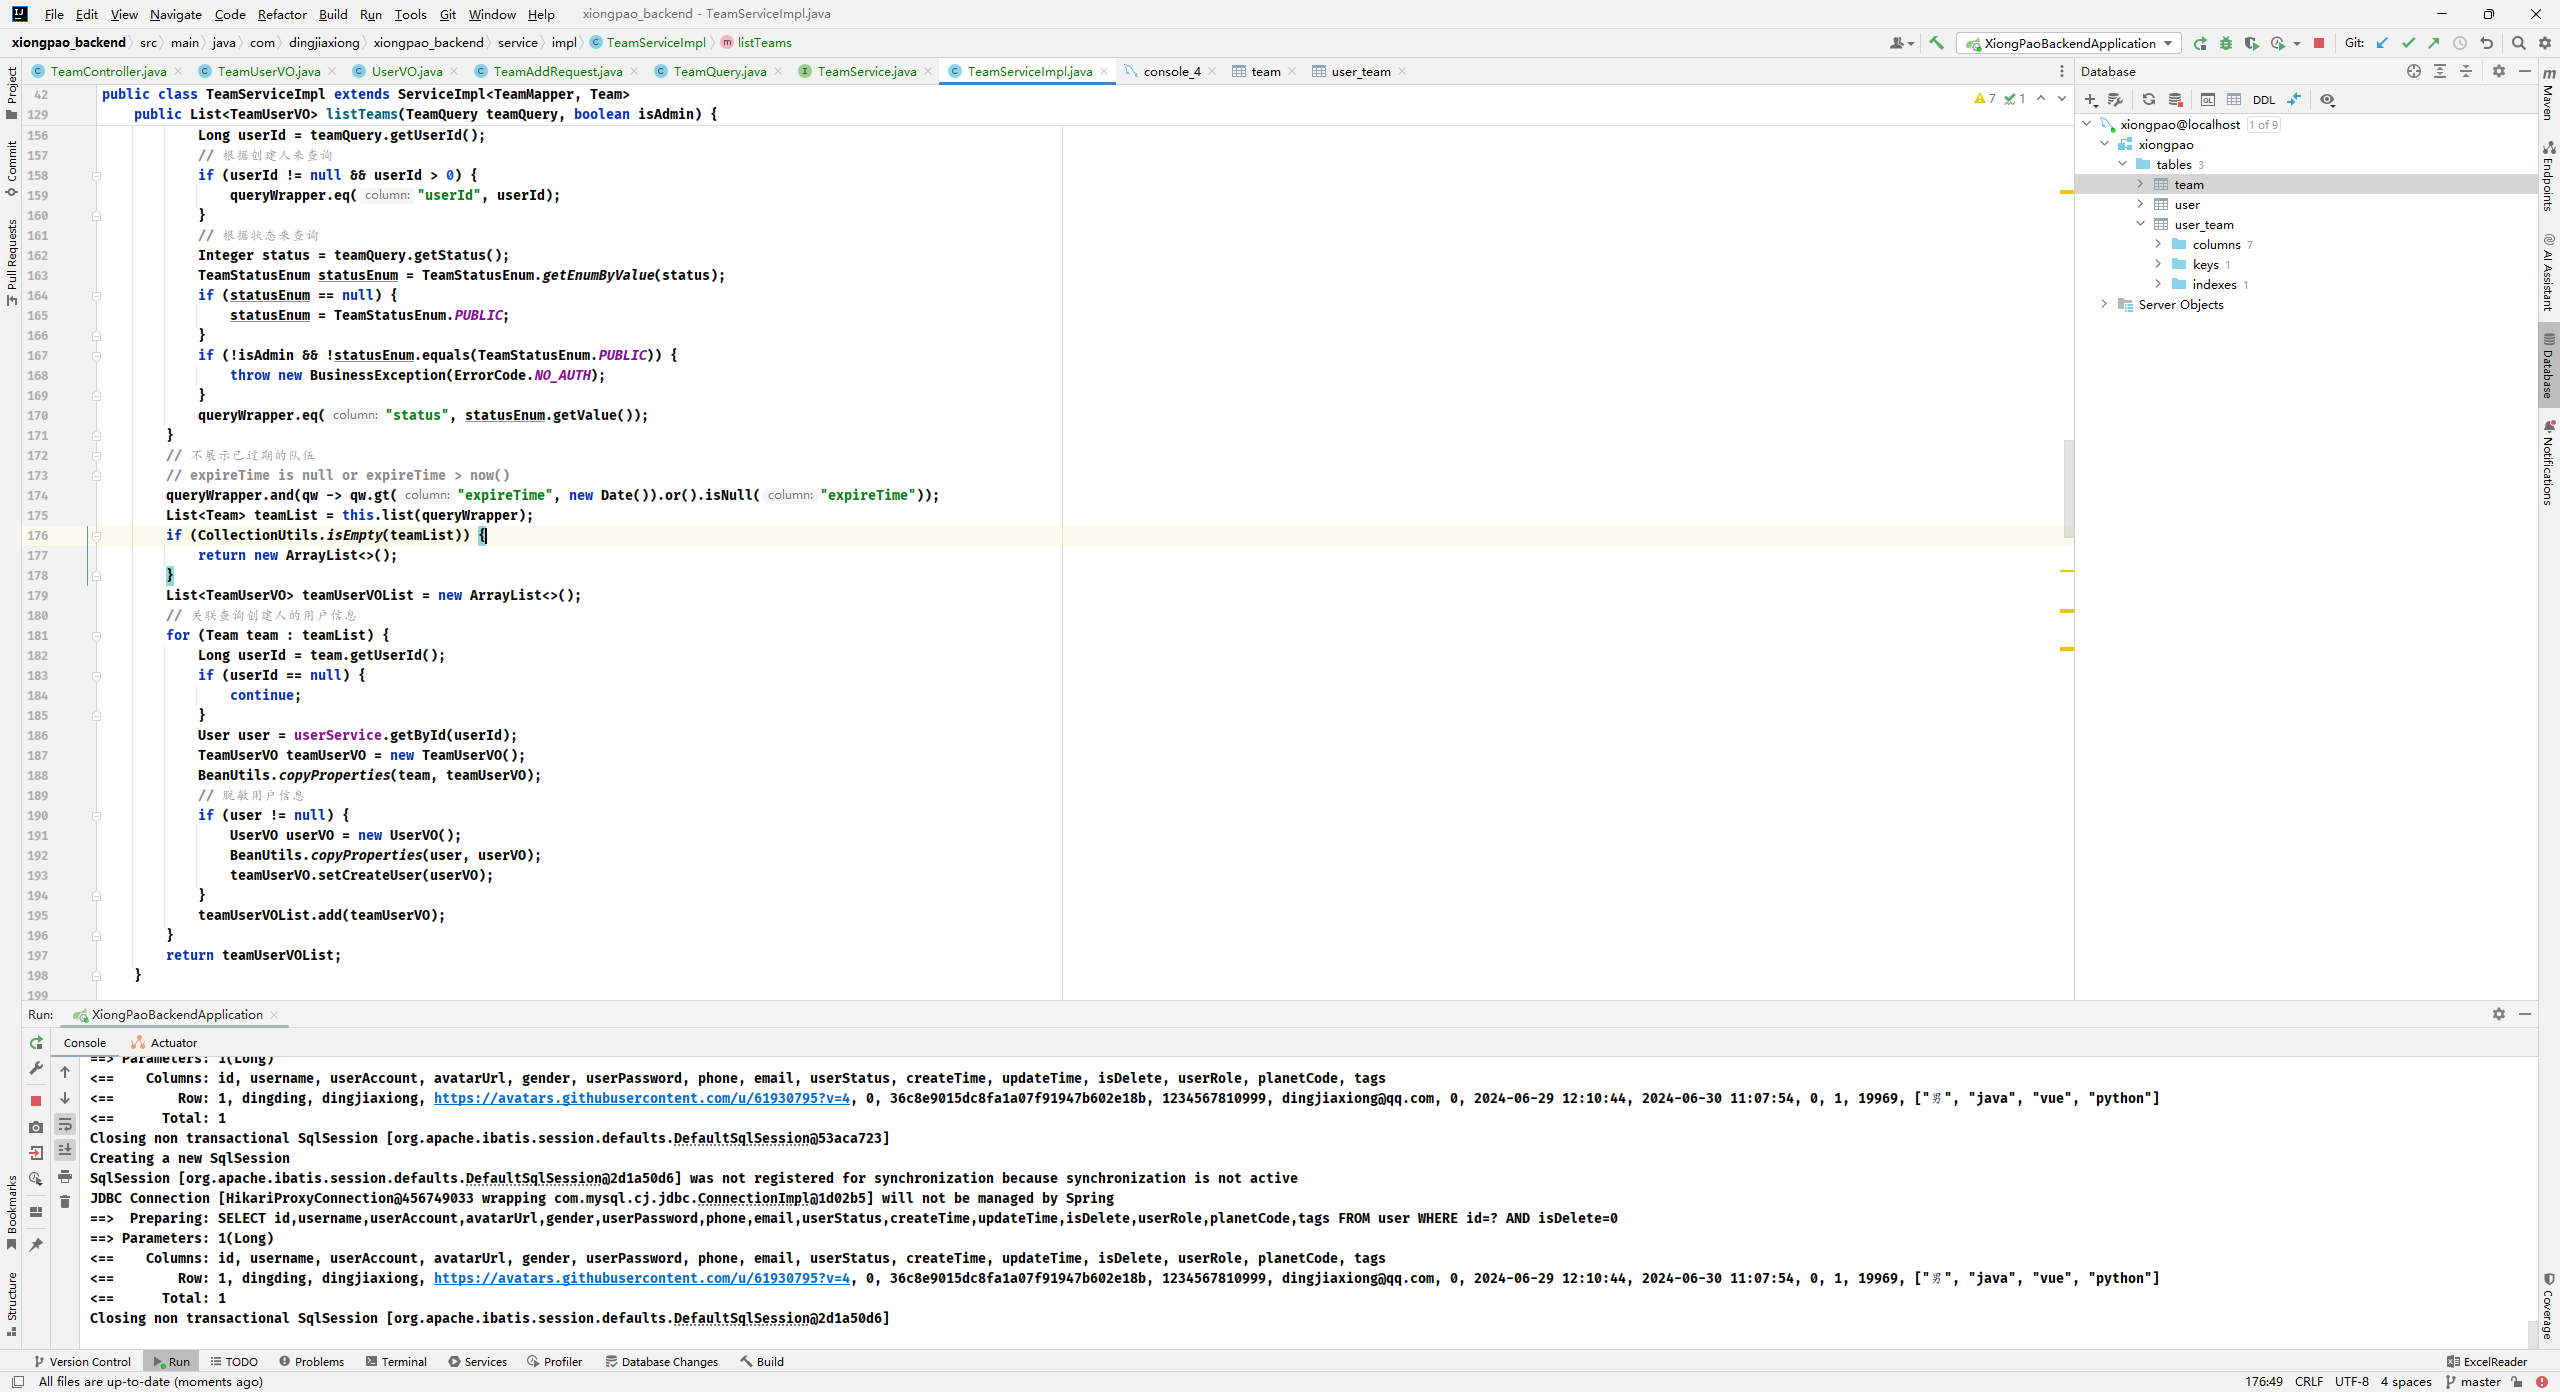 File Edit View Navigate Code Refactor Build Run Tools Git Window Help xiongpao_backend - TeamServiceImpl.java
xiongpao_backend src main java com dingjiaxiong xiongpao_backend service impl TeamServiceImpl listTeams XiongPaoBackendApplication Git:
TeamController.java TeamUserVO.java UserVO.java TeamAddRequest.java TeamQuery.java TeamService.java TeamServiceImpl.java console_4 team user_team
42 public class TeamServiceImpl extends ServiceImpl<TeamMapper, Team> 7 1
129 public List<TeamUserVO> listTeams(TeamQuery teamQuery, boolean isAdmin) {
156 Long userId = teamQuery.getUserId();
157 // 根据创建人来查询
158 if (userId != null && userId > 0) {
159 queryWrapper.eq( column: "userId", userId);
160 }
161 // 根据状态来查询
162 Integer status = teamQuery.getStatus();
163 TeamStatusEnum statusEnum = TeamStatusEnum.getEnumByValue(status);
164 if (statusEnum == null) {
165 statusEnum = TeamStatusEnum.PUBLIC;
166 }
167 if (!isAdmin && !statusEnum.equals(TeamStatusEnum.PUBLIC)) {
168 throw new BusinessException(ErrorCode.NO_AUTH);
169 }
170 queryWrapper.eq( column: "status", statusEnum.getValue());
171 }
172 // 不展示已过期的队伍
173 // expireTime is null or expireTime > now()
174 queryWrapper.and(qw -> qw.gt( column: "expireTime", new Date()).or().isNull( column: "expireTime"));
175 List<Team> teamList = this.list(queryWrapper);
176 if (CollectionUtils.isEmpty(teamList)) {
177 return new ArrayList<>();
178 }
179 List<TeamUserVO> teamUserVOList = new ArrayList<>();
180 // 关联查询创建人的用户信息
181 for (Team team : teamList) {
182 Long userId = team.getUserId();
183 if (userId == null) {
184 continue;
185 }
186 User user = userService.getById(userId);
187 TeamUserVO teamUserVO = new TeamUserVO();
188 BeanUtils.copyProperties(team, teamUserVO);
189 // 脱敏用户信息
190 if (user != null) {
191 UserVO userVO = new UserVO();
192 BeanUtils.copyProperties(user, userVO);
193 teamUserVO.setCreateUser(userVO);
194 }
195 teamUserVOList.add(teamUserVO);
196 }
197 return teamUserVOList;
198 }
199
Database
DDL
xiongpao@localhost 1 of 9
xiongpao
tables 3
team
user
user_team
columns 7
keys 1
indexes 1
Server Objects
Project
Commit
Pull Requests
Bookmarks
Structure
Maven
Endpoints
AI Assistant
Database
Notifications
Coverage
Run: XiongPaoBackendApplication
Console Actuator
==> Parameters: 1(Long)
<== Columns: id, username, userAccount, avatarUrl, gender, userPassword, phone, email, userStatus, createTime, updateTime, isDelete, userRole, planetCode, tags
<== Row: 1, dingding, dingjiaxiong, https://avatars.githubusercontent.com/u/61930795?v=4, 0, 36c8e9015dc8fa1a07f91947b602e18b, 1234567810999, dingjiaxiong@qq.com, 0, 2024-06-29 12:10:44, 2024-06-30 11:07:54, 0, 1, 19969, ["男", "java", "vue", "python"]
<== Total: 1
Closing non transactional SqlSession [org.apache.ibatis.session.defaults.DefaultSqlSession@53aca723]
Creating a new SqlSession
SqlSession [org.apache.ibatis.session.defaults.DefaultSqlSession@2d1a50d6] was not registered for synchronization because synchronization is not active
JDBC Connection [HikariProxyConnection@456749033 wrapping com.mysql.cj.jdbc.ConnectionImpl@1d02b5] will not be managed by Spring
==> Preparing: SELECT id,username,userAccount,avatarUrl,gender,userPassword,phone,email,userStatus,createTime,updateTime,isDelete,userRole,planetCode,tags FROM user WHERE id=? AND isDelete=0
==> Parameters: 1(Long)
<== Columns: id, username, userAccount, avatarUrl, gender, userPassword, phone, email, userStatus, createTime, updateTime, isDelete, userRole, planetCode, tags
<== Row: 1, dingding, dingjiaxiong, https://avatars.githubusercontent.com/u/61930795?v=4, 0, 36c8e9015dc8fa1a07f91947b602e18b, 1234567810999, dingjiaxiong@qq.com, 0, 2024-06-29 12:10:44, 2024-06-30 11:07:54, 0, 1, 19969, ["男", "java", "vue", "python"]
<== Total: 1
Closing non transactional SqlSession [org.apache.ibatis.session.defaults.DefaultSqlSession@2d1a50d6]
Version Control Run TODO Problems Terminal Services Profiler Database Changes Build ExcelReader
All files are up-to-date (moments ago) 176:49 CRLF UTF-8 4 spaces master